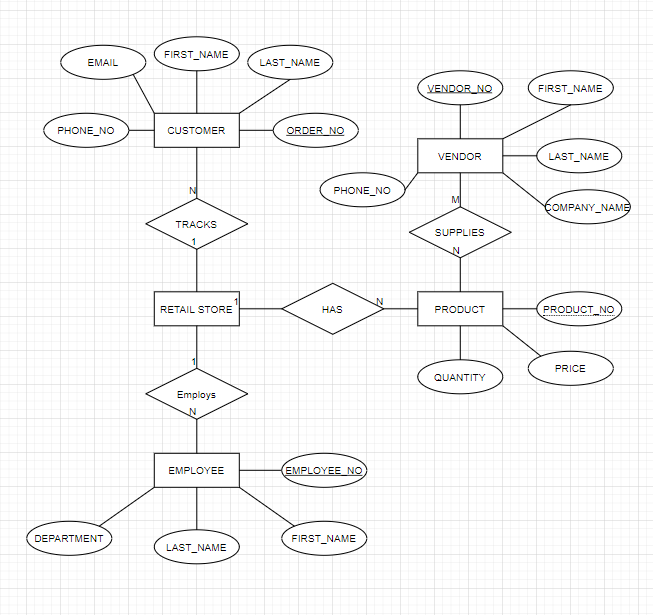 FIRST_NAME
EMAIL
LAST_NAME
PHONE_NO
CUSTOMER
ORDER_NO
VENDOR_NO
FIRST_NAME
VENDOR
LAST_NAME
PHONE_NO
COMPANY_NAME
N
TRACKS
1
M
SUPPLIES
N
RETAIL STORE
1
HAS
N
PRODUCT
PRODUCT_NO
PRICE
QUANTITY
1
Employs
N
EMPLOYEE
EMPLOYEE_NO
DEPARTMENT
LAST_NAME
FIRST_NAME